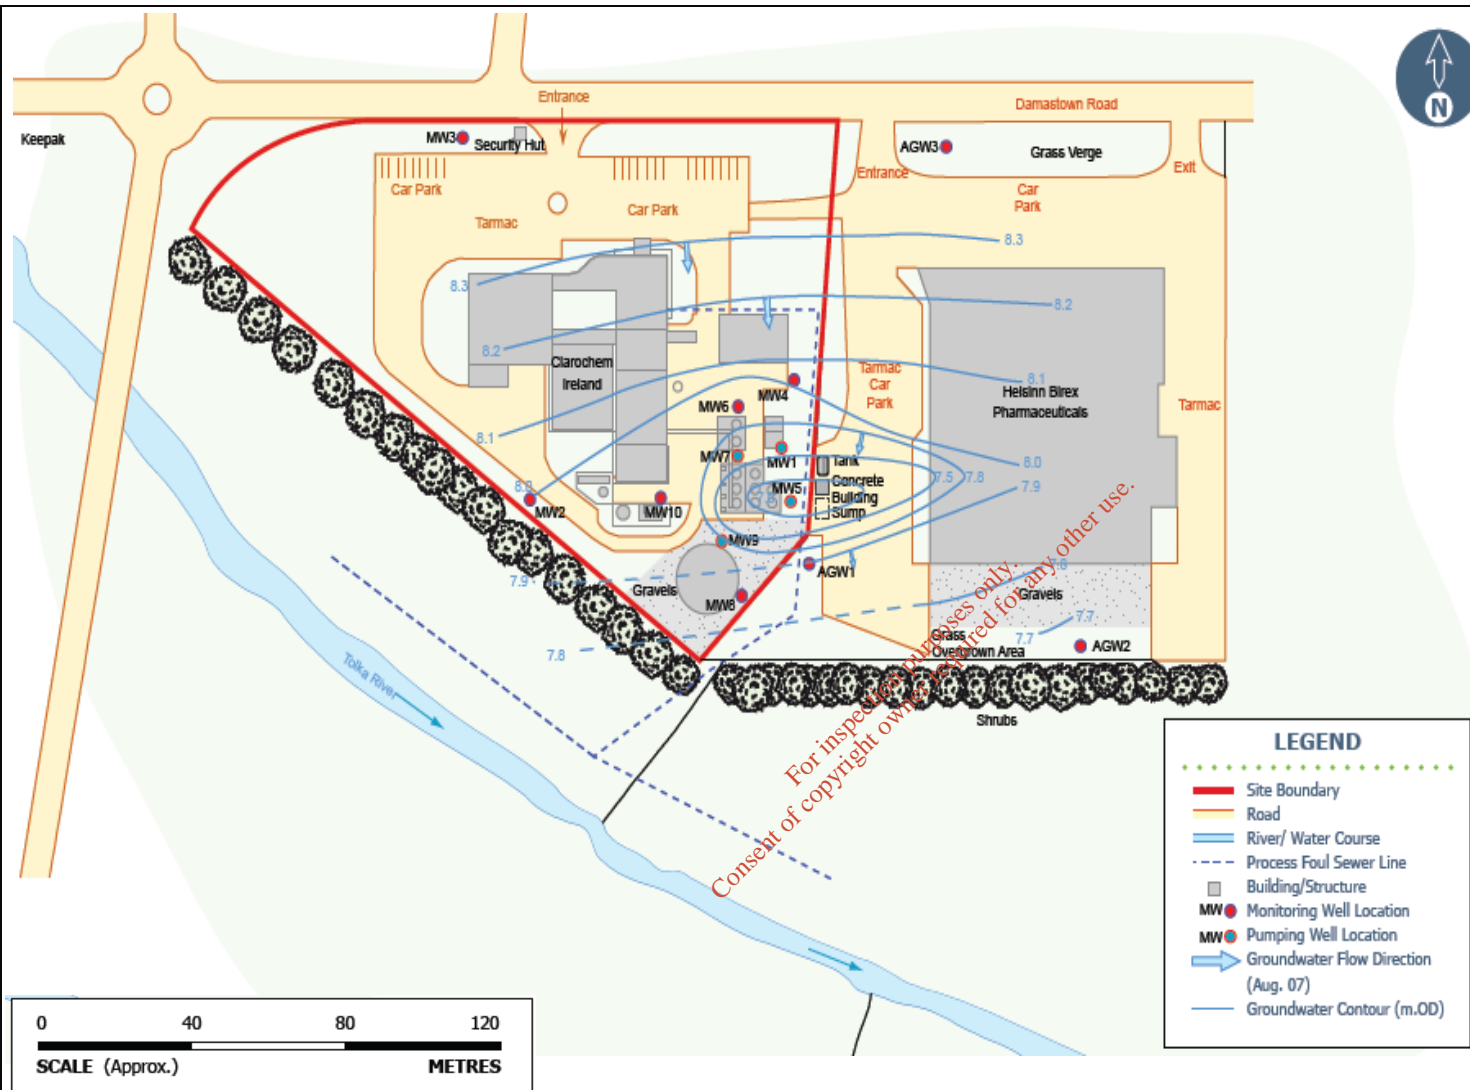 Entrance
Damastown Road
N
Keepak
MW3
Security Hut
AGW3
Grass Verge
Entrance
Exit
Car Park
Car Park
Car
Park
Tarmac
8.3
8.3
8.2
8.2
Clarochem
Ireland
Tarmac
Car
Park
8.1
Helsinn Birex
Pharmaceuticals
Tarmac
MW4
MW6
8.1
MW7
MW1
Tank
8.0
7.5
7.8
7.9
8.0
MW2
MW10
MW5
Concrete
Building
Sump
MW9
AGW1
7.9
Gravels
MW8
7.8
Gravels
7.8
7.7
7.7
Grass
Overgrown Area
AGW2
Shrubs
Tolka River
For inspection purposes only.
Consent of copyright owner required for any other use.
LEGEND
Site Boundary
Road
River/ Water Course
Process Foul Sewer Line
Building/Structure
MW Monitoring Well Location
MW Pumping Well Location
Groundwater Flow Direction
(Aug. 07)
Groundwater Contour (m.OD)
0 40 80 120
SCALE (Approx.) METRES